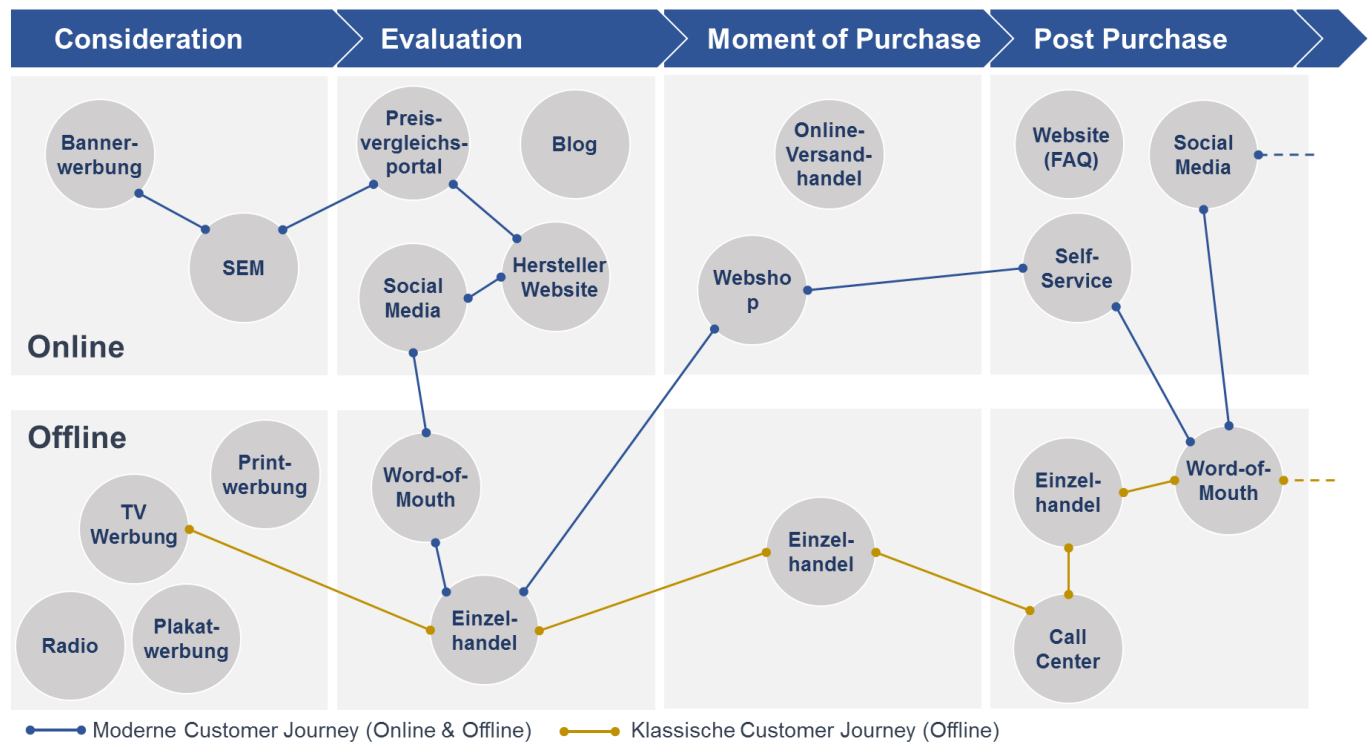 Consideration
Evaluation
Moment of Purchase
Post Purchase
Banner-
werbung
SEM
Online
Preis-
vergleichs-
portal
Blog
Social
Media
Hersteller
Website
Online-
Versand-
handel
Websho
p
Website
(FAQ)
Social
Media
Self-
Service
Offline
Print-
werbung
TV
Werbung
Radio
Plakat-
werbung
Word-of-
Mouth
Einzel-
handel
Einzel-
handel
Einzel-
handel
Word-of-
Mouth
Call
Center
Moderne Customer Journey (Online & Offline)
Klassische Customer Journey (Offline)